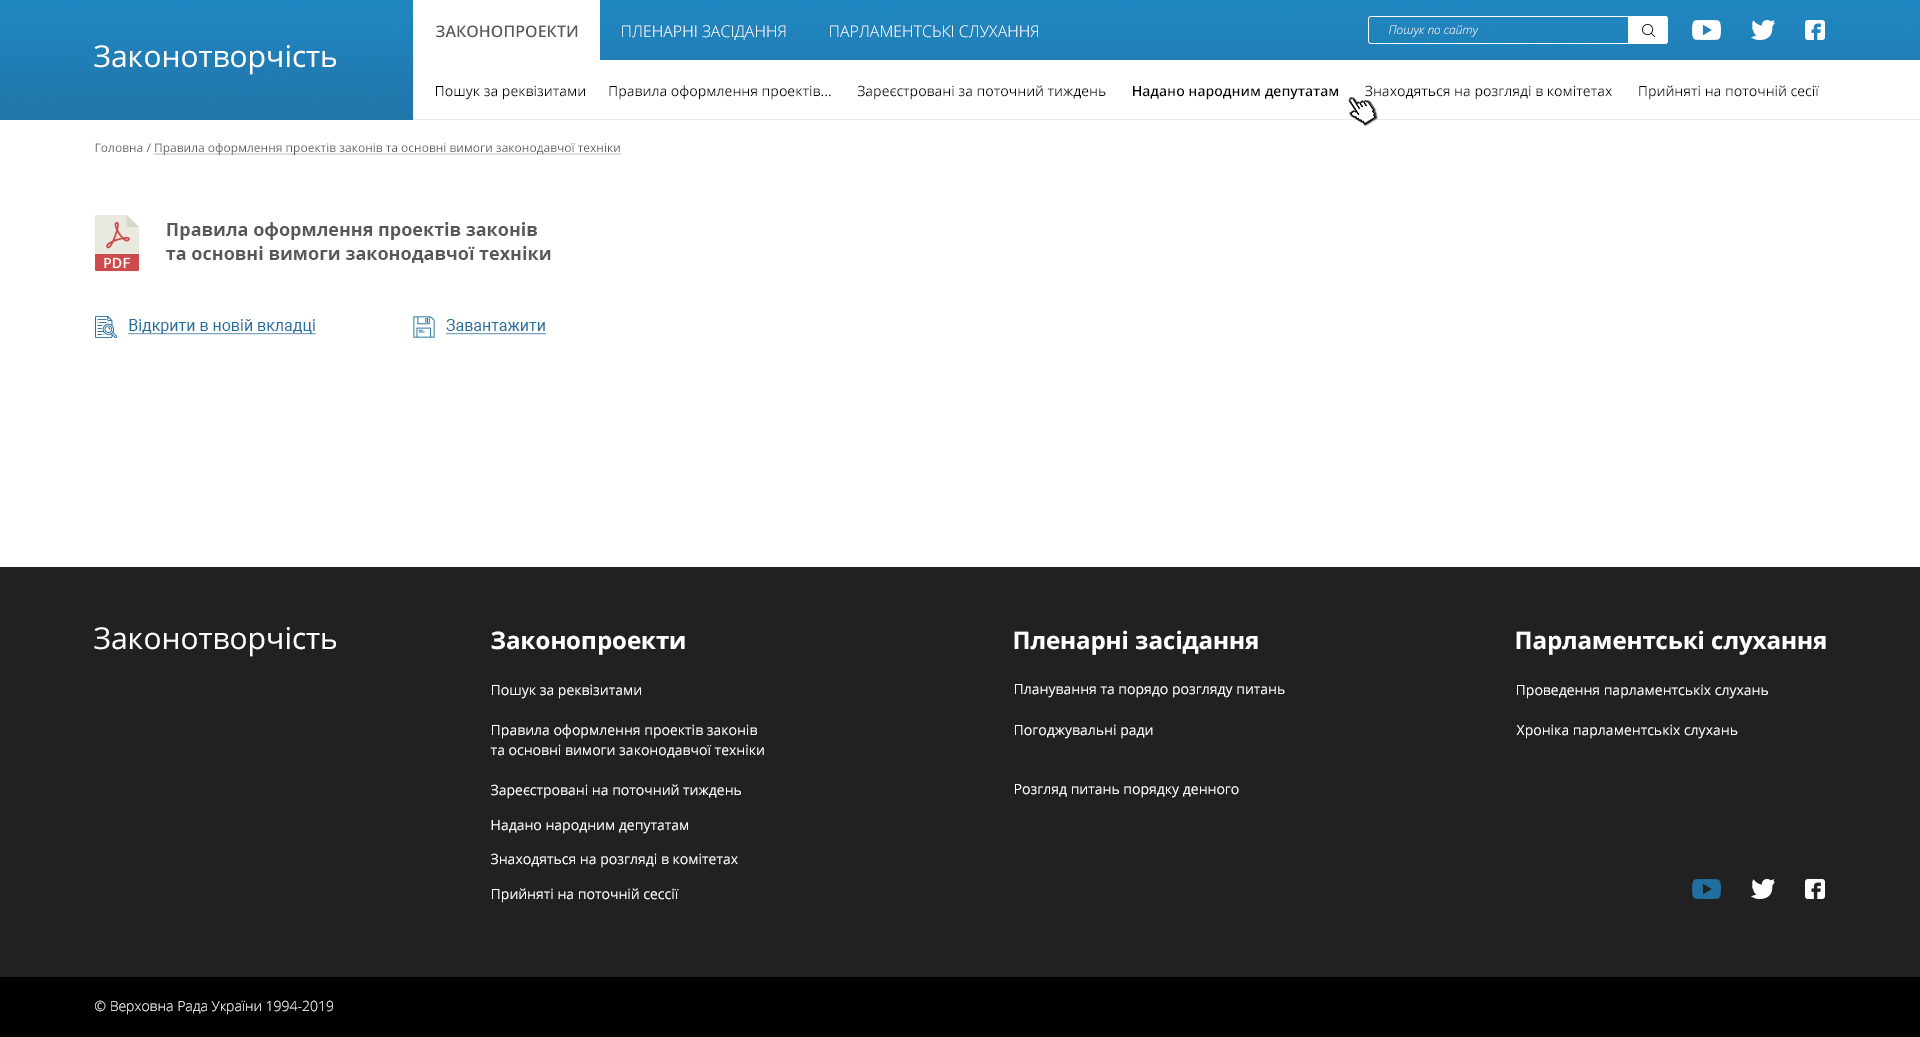 Законотворчість
ЗАКОНОПРОЕКТИ
ПЛЕНАРНІ ЗАСІДАННЯ
ПАРЛАМЕНТСЬКІ СЛУХАННЯ
Пошук по сайту
Пошук за реквізитами
Правила оформлення проектів...
Зареєстровані за поточний тиждень
Надано народним депутатам
Знаходяться на розгляді в комітетах
Прийняті на поточній сесії
Головна / Правила оформлення проектів законів та основні вимоги законодавчої техніки
PDF
Правила оформлення проектів законів
та основні вимоги законодавчої техніки
Відкрити в новій вкладці
Завантажити
Законотворчість
Законопроекти
Пошук за реквізитами
Правила оформлення проектів законів
та основні вимоги законодавчої техніки
Зареєстровані на поточний тиждень
Надано народним депутатам
Знаходяться на розгляді в комітетах
Прийняті на поточній сессії
Пленарні засідання
Планування та порядо розгляду питань
Погоджувальні ради
Розгляд питань порядку денного
Парламентські слухання
Проведення парламентськіх слухань
Хроніка парламентськіх слухань
© Верховна Рада України 1994-2019